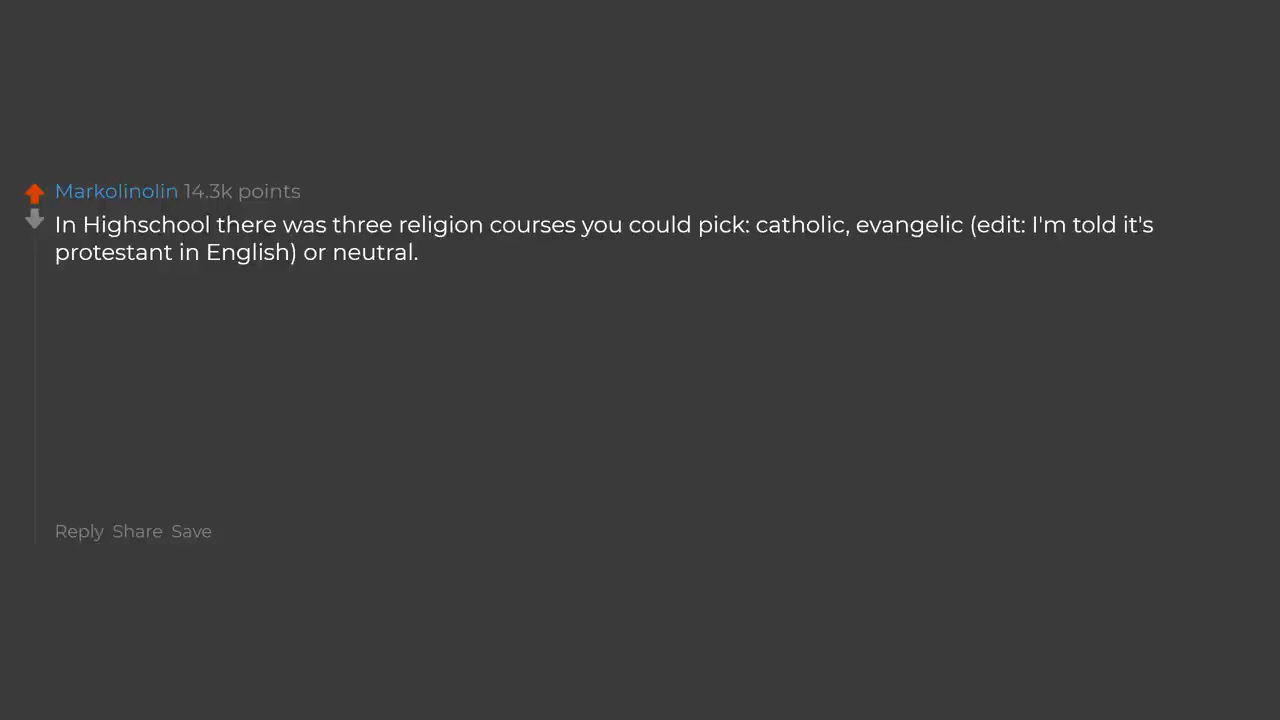 Markolinolin 14.3k points
In Highschool there was three religion courses you could pick: catholic, evangelic (edit: I'm told it's
protestant in English) or neutral.
Reply Share Save